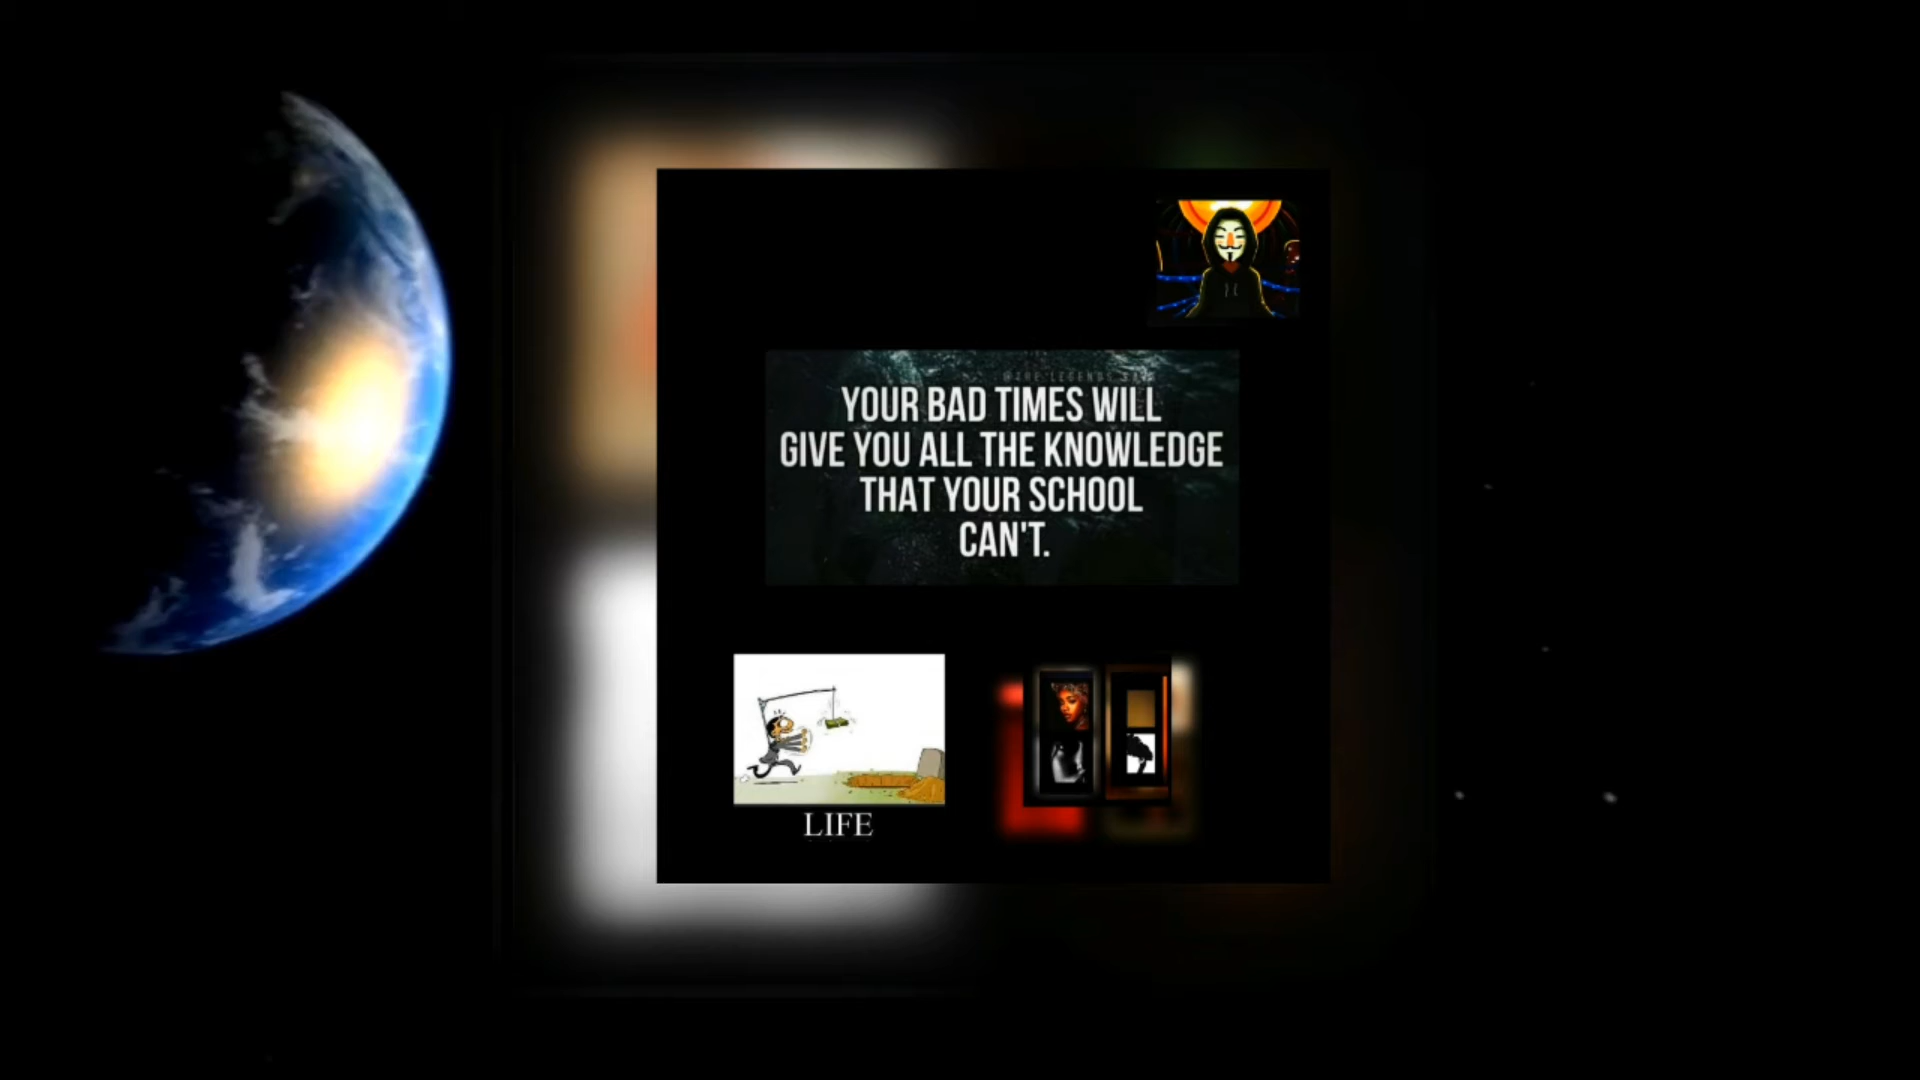 YOUR BAD TIMES WILL
GIVE YOU ALL THE KNOWLEDGE
THAT YOUR SCHOOL
CAN'T.
LIFE